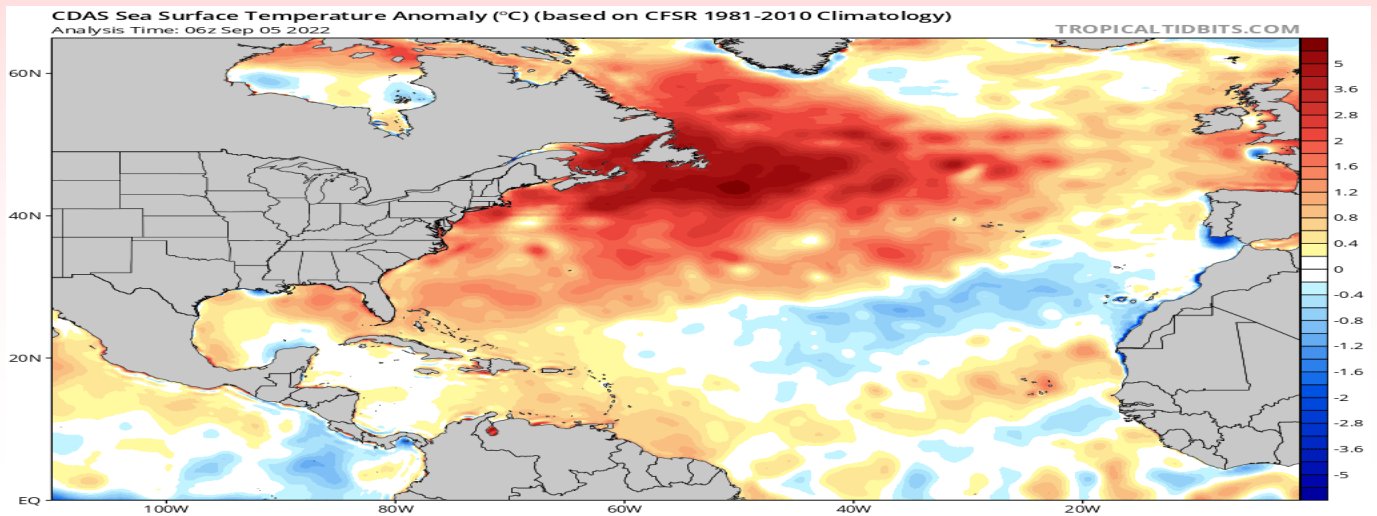 CDAS Sea Surface Temperature Anomaly (°C) (based on CFSR 1981-2010 Climatology)
Analysis Time: 06z Sep 05 2022
TROPICALTIDBITS.COM
60N
40N
20N
EQ
100W
80W
60W
40W
20W
5
3.6
2.8
2
1.6
1.2
0.8
0.4
0
-0.4
-0.8
-1.2
-1.6
-2
-2.8
-3.6
-5